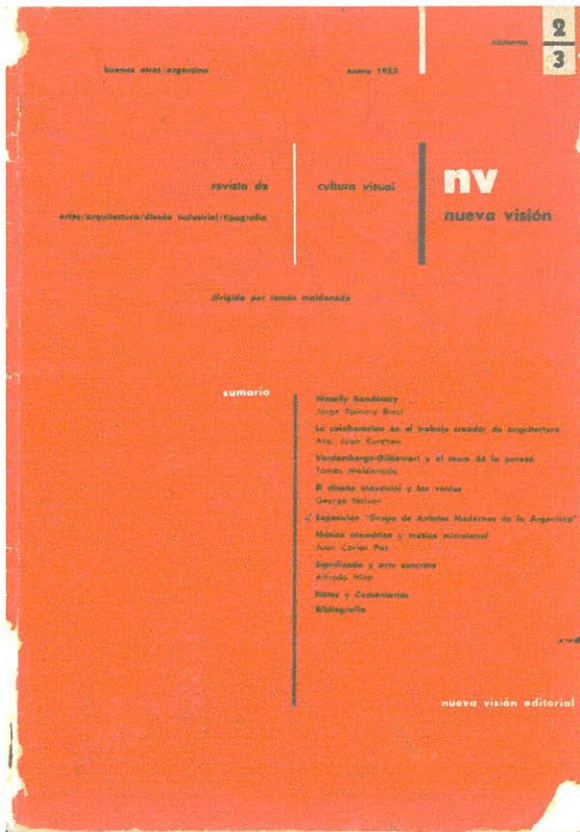 números
2
3
buenos aires/argentina
enero 1953
revista de
cultura visual
nv
artes/arquitectura/diseño industrial/tipografía
nueva visión
dirigida por tomás maldonado
sumario
Wassily Kandinsky
Jorge Romero Brest
La colaboración en el trabajo creador de arquitectura
Arq. Juan Kurchan
Vordemberge-Gildewart y el tema de la pureza
Tomás Maldonado
El diseño industrial y las ventas
George Nelson
Exposición "Grupo de Artistas Modernos de la Argentina"
Música atemática y música microtonal
Juan Carlos Paz
Significado y arte concreto
Alfredo Hlito
Notas y Comentarios
Bibliografía
nueva visión editorial